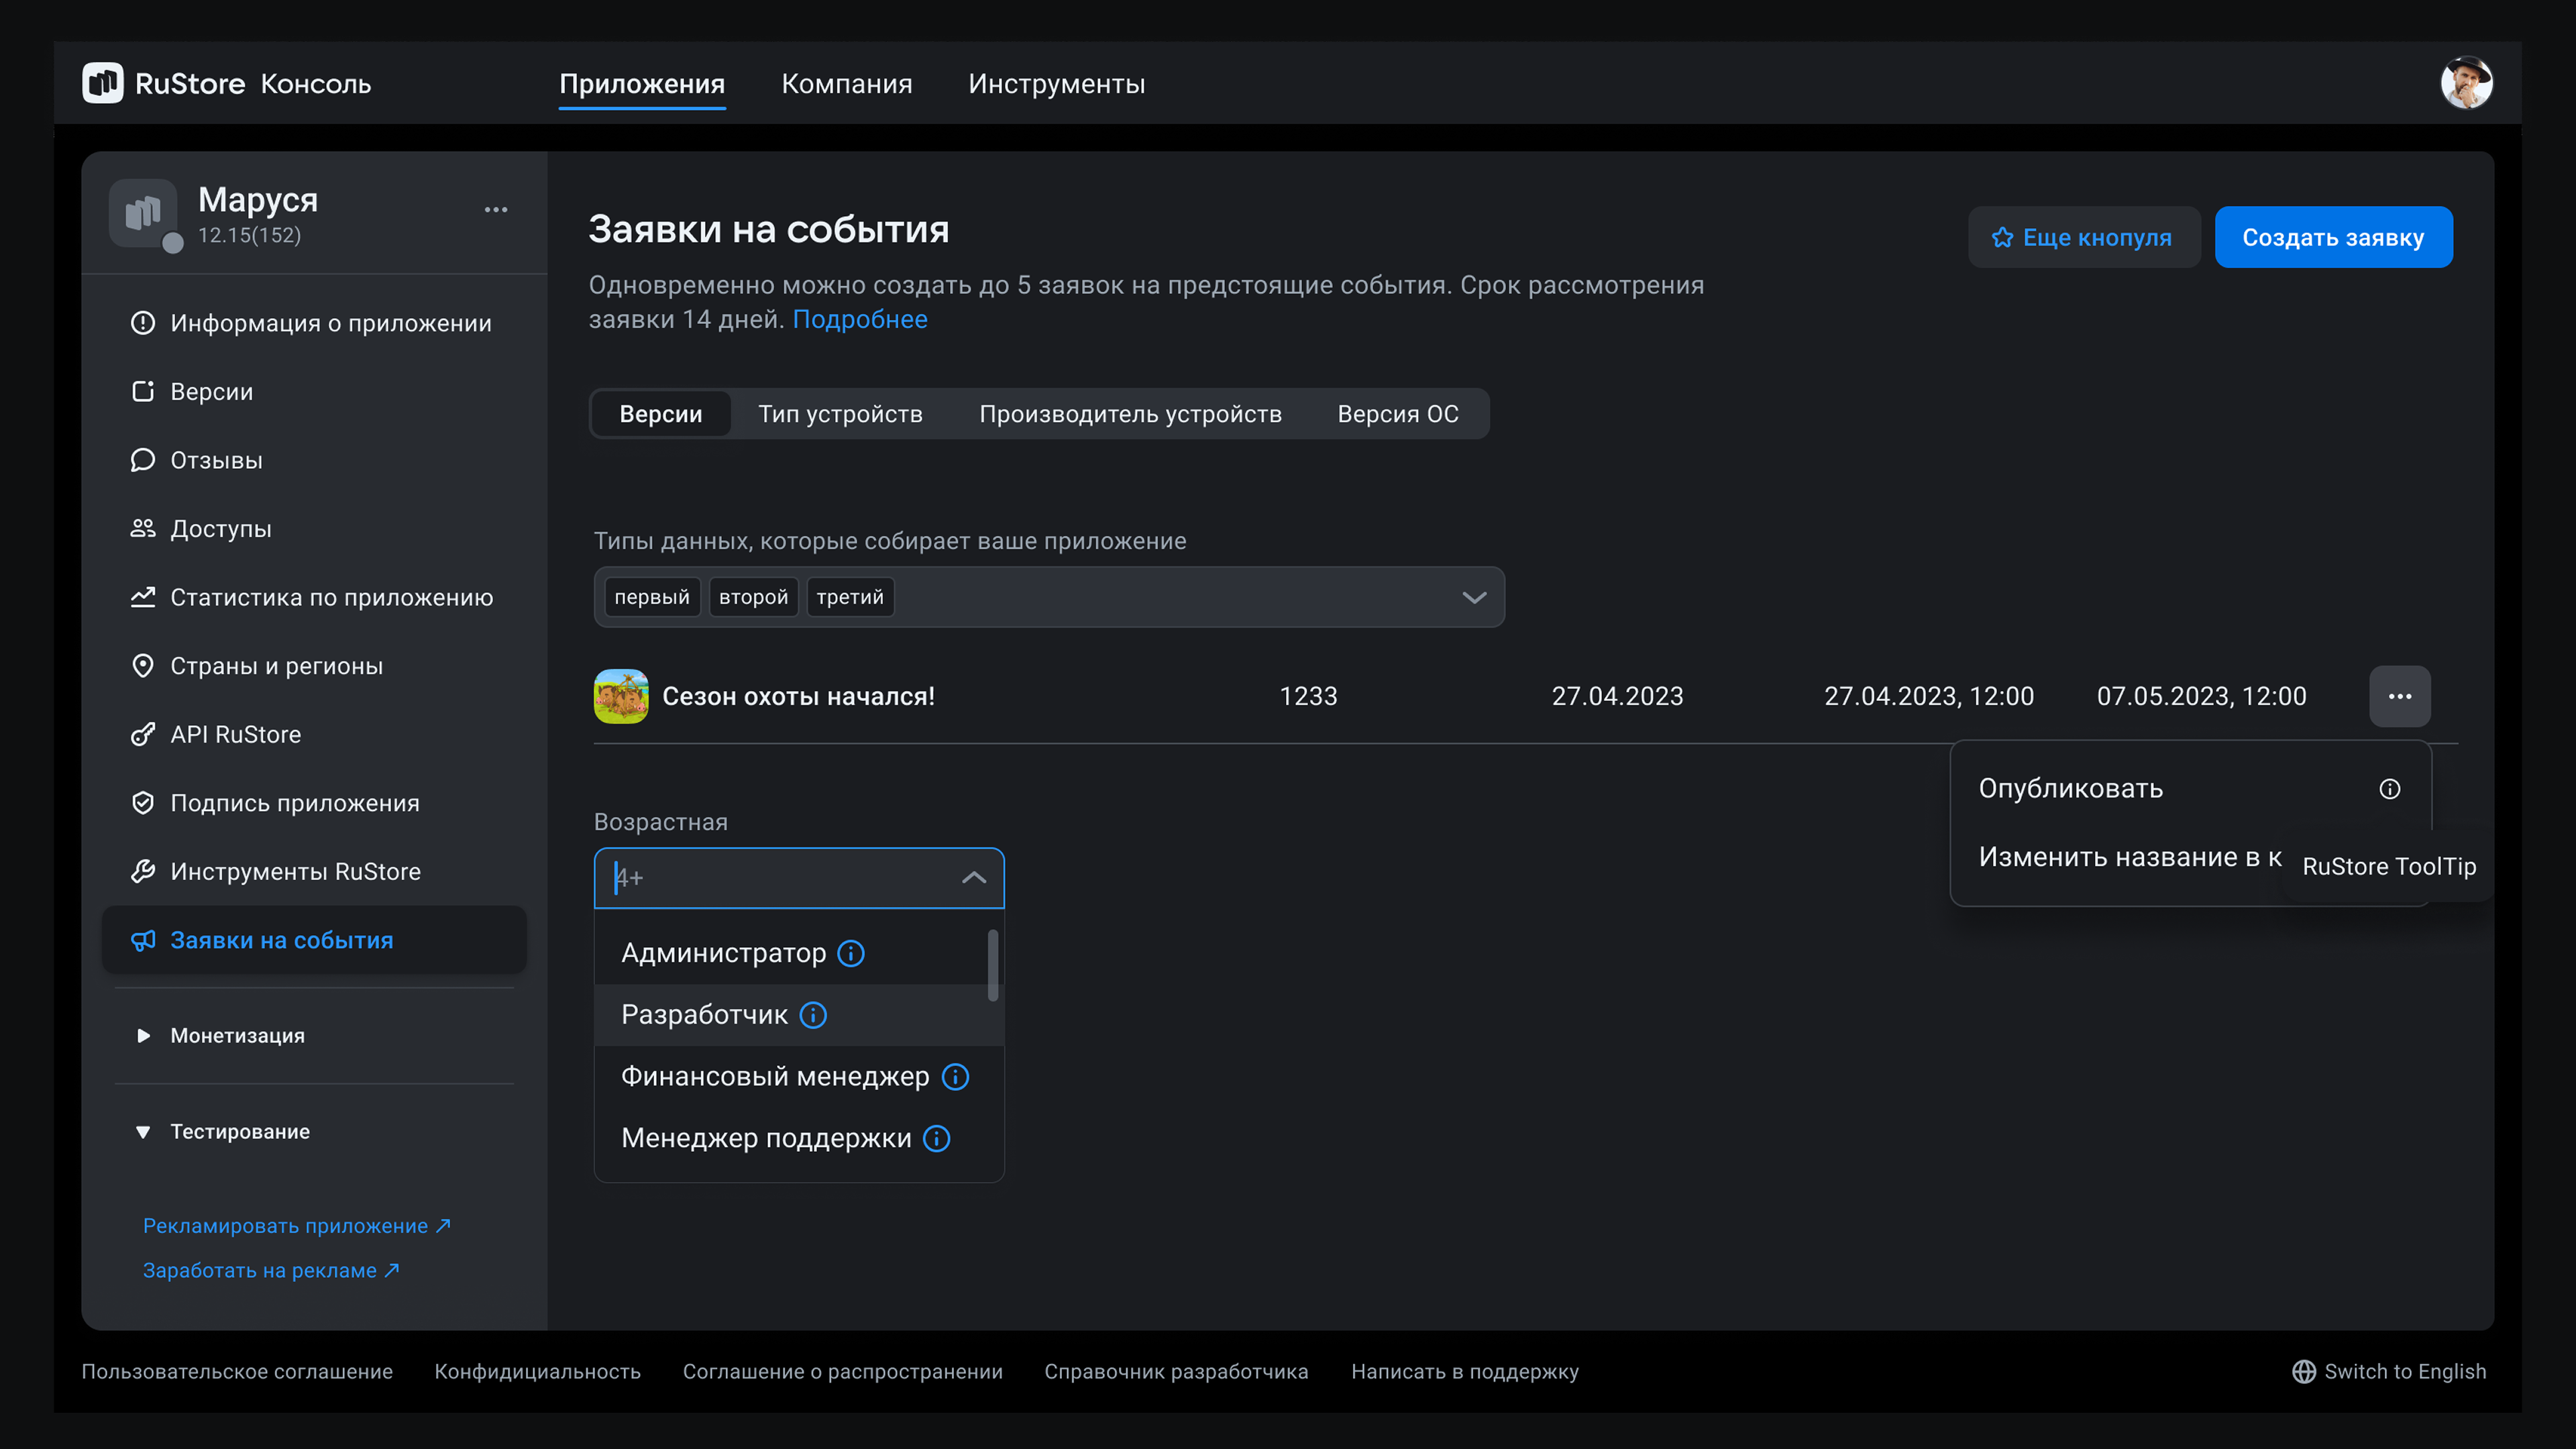 RuStore Консоль
Приложения
Компания
Инструменты
Маруся
12.15(152)
Информация о приложении
Версии
Отзывы
Доступы
Статистика по приложению
Страны и регионы
API RuStore
Подпись приложения
Инструменты RuStore
Заявки на события
Монетизация
Тестирование
Рекламировать приложение
Заработать на рекламе
Заявки на события
Еще кнопуля
Создать заявку
Одновременно можно создать до 5 заявок на предстоящие события. Срок рассмотрения
заявки 14 дней. Подробнее
Версии
Тип устройств
Производитель устройств
Версия ОС
Типы данных, которые собирает ваше приложение
первый второй третий
Сезон охоты начался! 1233 27.04.2023 27.04.2023, 12:00 07.05.2023, 12:00
Опубликовать
Изменить название в к
RuStore ToolTip
Возрастная
4+
Администратор
Разработчик
Финансовый менеджер
Менеджер поддержки
Пользовательское соглашение
Конфидициальность
Соглашение о распространении
Справочник разработчика
Написать в поддержку
Switch to English